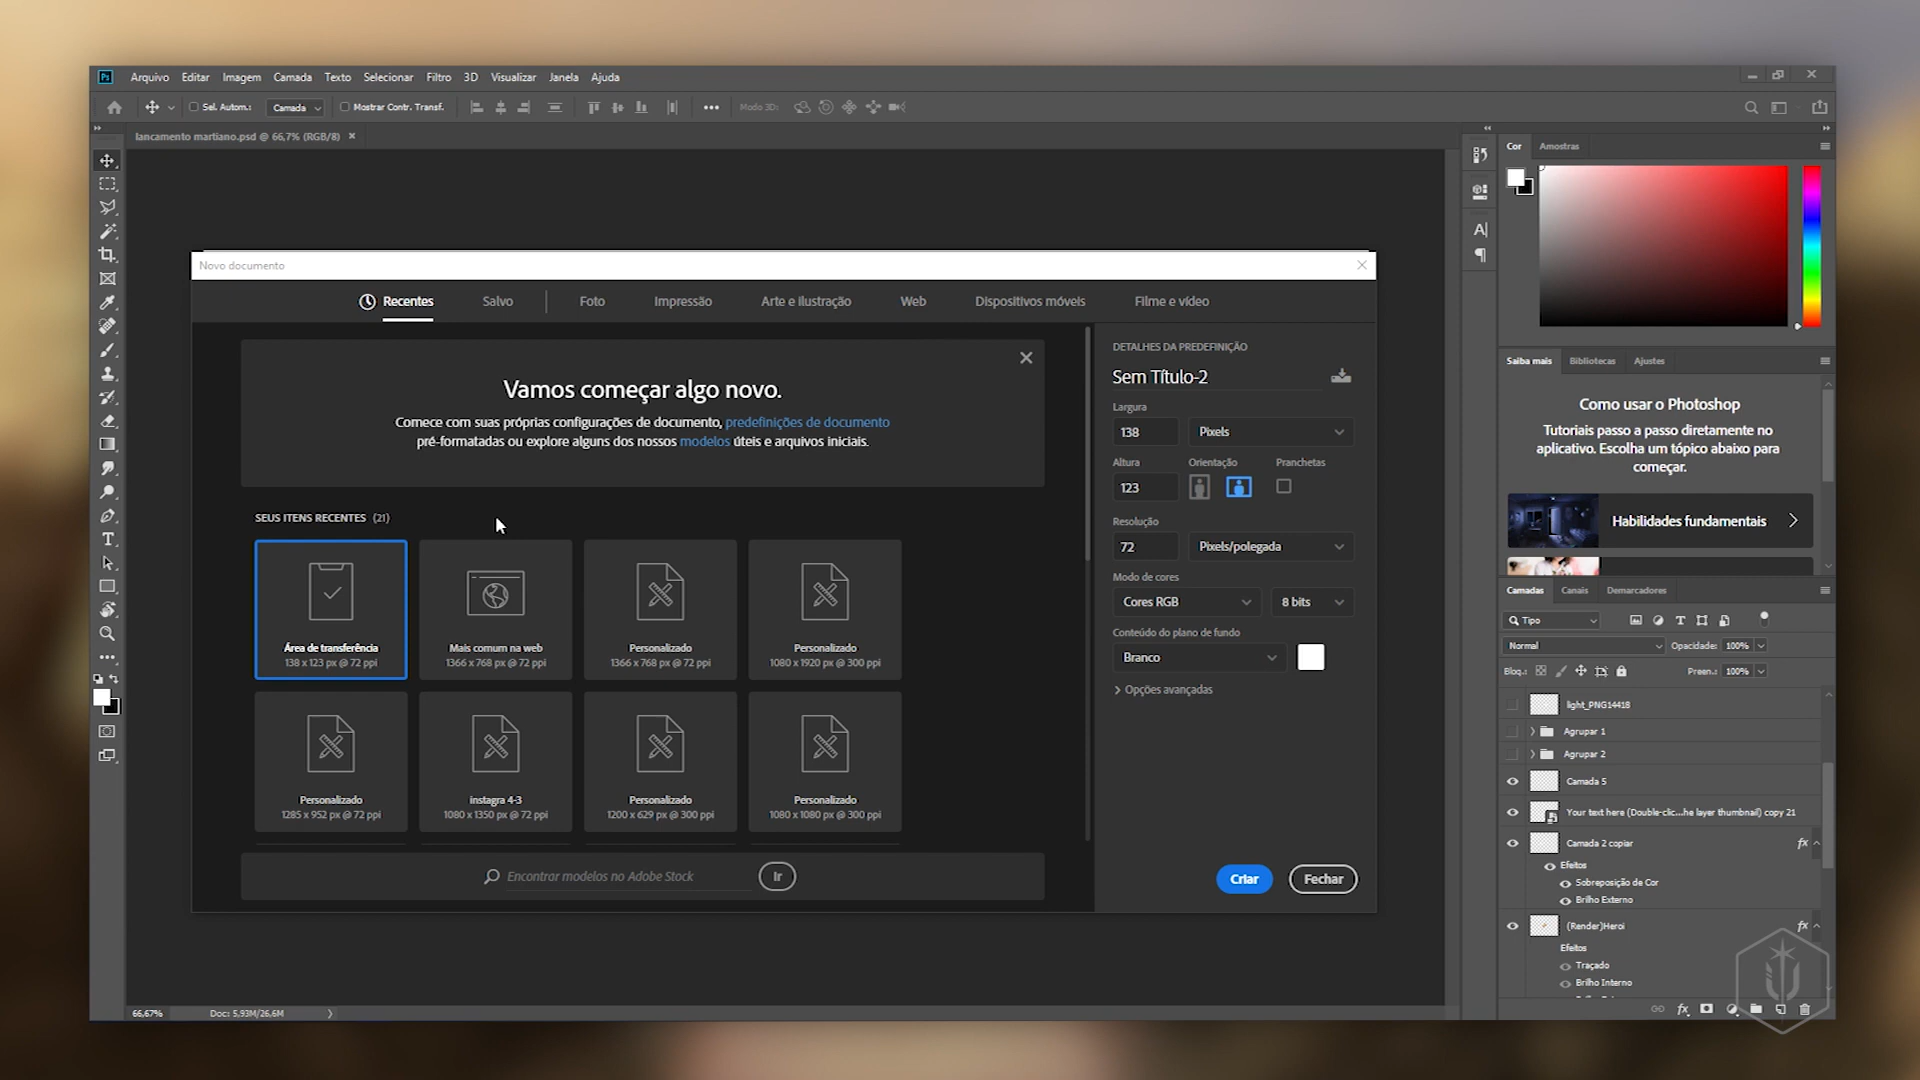 Ps Arquivo Editar Imagem Camada Texto Selecionar Filtro 3D Visualizar Janela Ajuda
Sel. Autom.: Camada Mostrar Contr. Transf. Modo 3D:
lancamento martiano.psd @ 66,7% (RGB/8)
Novo documento
Recentes Salvo Foto Impressão Arte e ilustração Web Dispositivos móveis Filme e vídeo
Vamos começar algo novo.
Comece com suas próprias configurações de documento, predefinições de documento
pré-formatadas ou explore alguns dos nossos modelos úteis e arquivos iniciais.
SEUS ITENS RECENTES (21)
Área de transferência
138 x 123 px @ 72 ppi
Mais comum na web
1366 x 768 px @ 72 ppi
Personalizado
1366 x 768 px @ 72 ppi
Personalizado
1080 x 1920 px @ 300 ppi
Personalizado
1285 x 952 px @ 72 ppi
instagra 4-3
1080 x 1350 px @ 72 ppi
Personalizado
1200 x 629 px @ 300 ppi
Personalizado
1080 x 1080 px @ 300 ppi
Encontrar modelos no Adobe Stock Ir
DETALHES DA PREDEFINIÇÃO
Sem Título-2
Largura
138 Pixels
Altura Orientação Pranchetas
123
Resolução
72 Pixels/polegada
Modo de cores
Cores RGB 8 bits
Conteúdo do plano de fundo
Branco
Opções avançadas
Criar Fechar
Cor Amostras
Saiba mais Bibliotecas Ajustes
Como usar o Photoshop
Tutoriais passo a passo diretamente no
aplicativo. Escolha um tópico abaixo para
começar.
Habilidades fundamentais
Camadas Canais Demarcadores
Tipo
Normal Opacidade: 100%
Bloq.: Preen.: 100%
light_PNG14418
Agrupar 1
Agrupar 2
Camada 5
Your text here (Double-clic...he layer thumbnail) copy 21
Camada 2 copiar fx
Efeitos
Sobreposição de Cor
Brilho Externo
(Render)Heroi fx
Efeitos
Traçado
Brilho Interno
66,67% Doc: 5,93M/26,6M